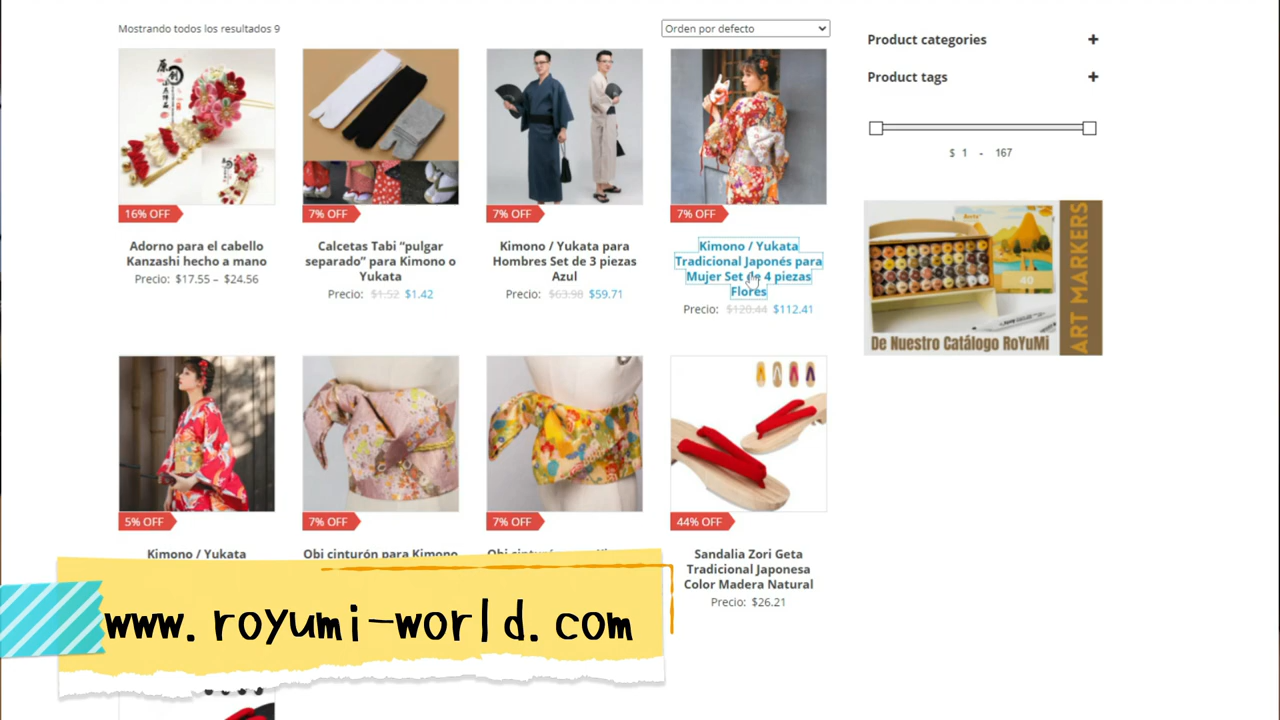 Mostrando todos los resultados 9
Orden por defecto
Product categories +
Product tags +
$ 1 - 167
原创
16% OFF
7% OFF
7% OFF
7% OFF
Adorno para el cabello
Kanzashi hecho a mano
Precio: $17.55 – $24.56
Calcetas Tabi “pulgar
separado” para Kimono o
Yukata
Precio: $1.52 $1.42
Kimono / Yukata para
Hombres Set de 3 piezas
Azul
Precio: $63.98 $59.71
Kimono / Yukata
Tradicional Japonés para
Mujer Set de 4 piezas
Flores
Precio: $120.44 $112.41
40
ART MARKERS
De Nuestro Catálogo RoYuMi
5% OFF
7% OFF
7% OFF
44% OFF
Kimono / Yukata
Obi cinturón para Kimono
Sandalia Zori Geta
Tradicional Japonesa
Color Madera Natural
Precio: $26.21
www.royumi-world.com